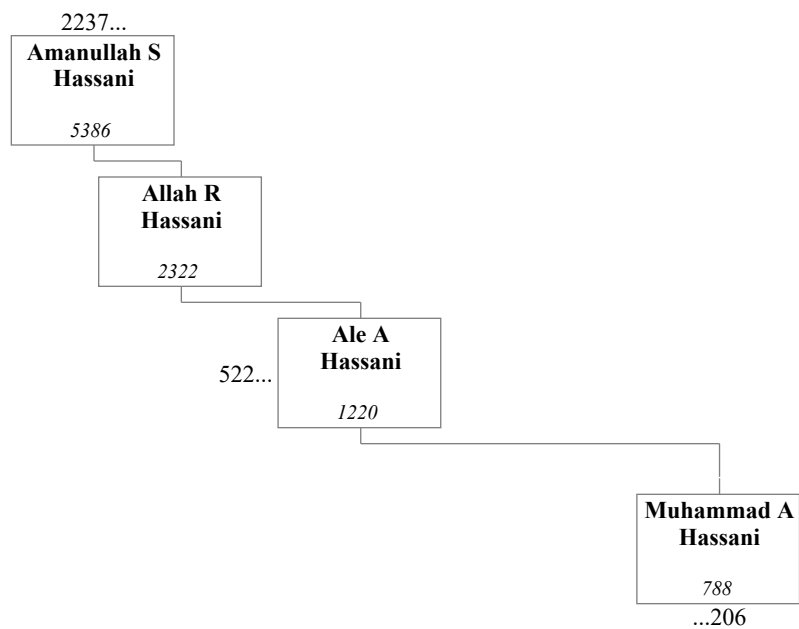 2237...
Amanullah S
Hassani
5386
Allah R
Hassani
2322
Ale A
Hassani
522...
1220
Muhammad A
Hassani
788
...206